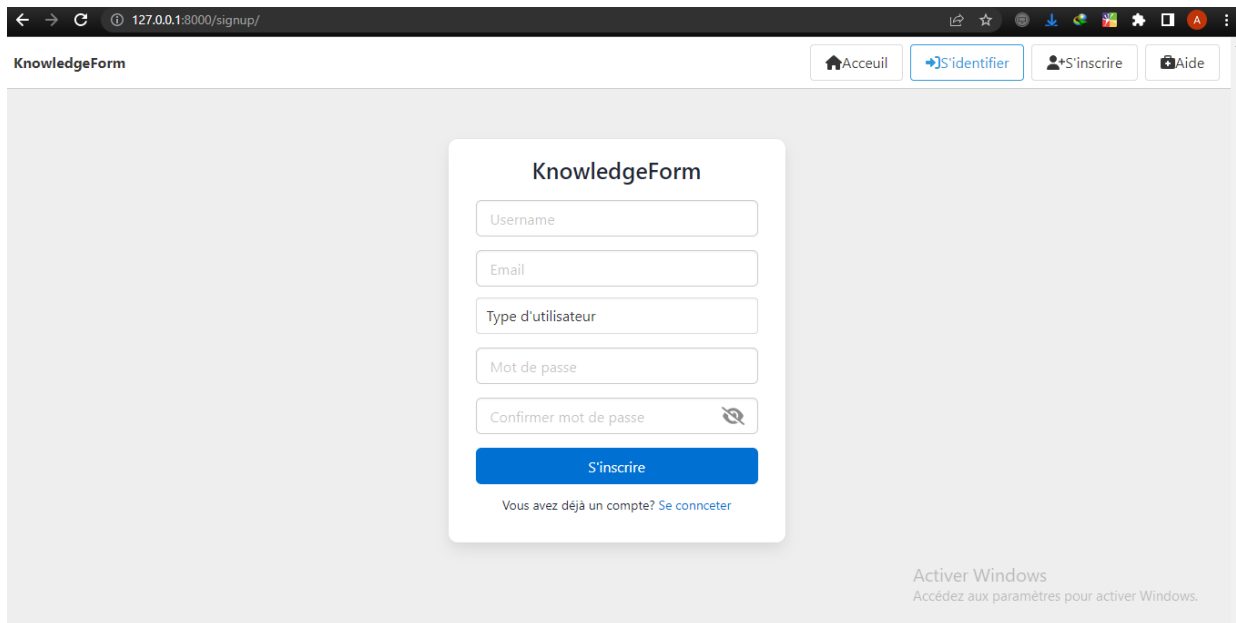 127.0.0.1:8000/signup/
A
KnowledgeForm
Acceuil
S'identifier
S'inscrire
Aide
KnowledgeForm
Username
Email
Type d'utilisateur
Mot de passe
Confirmer mot de passe
S'inscrire
Vous avez déjà un compte? Se connceter
Activer Windows
Accédez aux paramètres pour activer Windows.